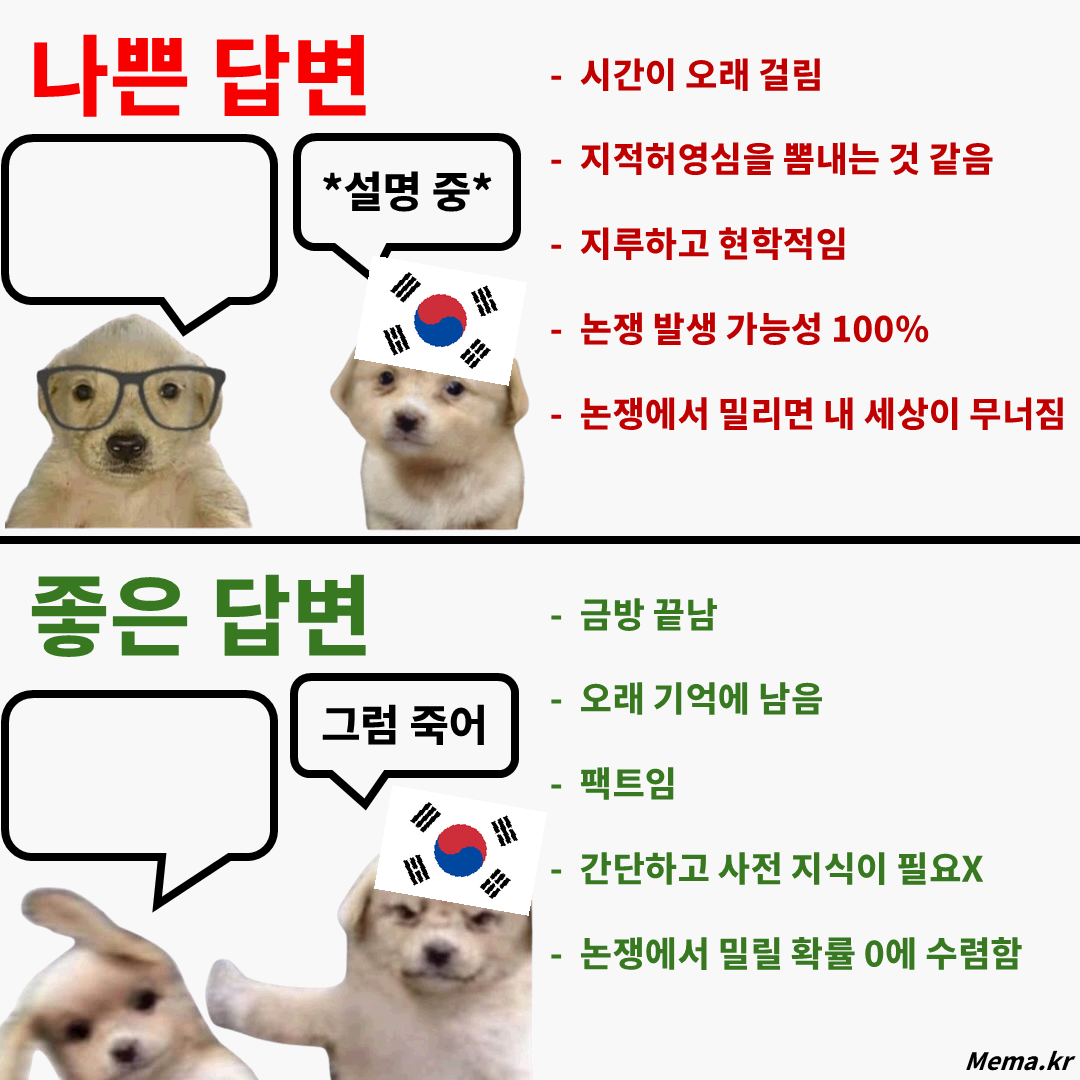 나쁜 답변
*설명 중*
- 시간이 오래 걸림
- 지적허영심을 뽐내는 것 같음
- 지루하고 현학적임
- 논쟁 발생 가능성 100%
- 논쟁에서 밀리면 내 세상이 무너짐
좋은 답변
그럼 죽어
- 금방 끝남
- 오래 기억에 남음
- 팩트임
- 간단하고 사전 지식이 필요X
- 논쟁에서 밀릴 확률 0에 수렴함
Mema.kr